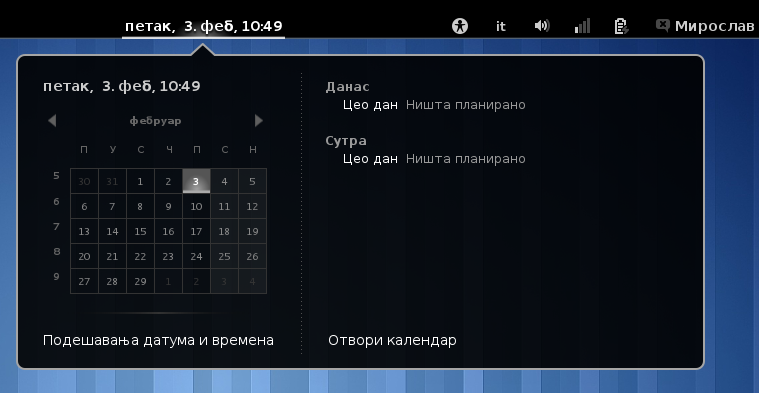 петак,  3. феб, 10:49
it
Мирослав
петак,  3. феб, 10:49
фебруар
П У С Ч П С Н
5 30 31 1 2 3 4 5
6 6 7 8 9 10 11 12
7 13 14 15 16 17 18 19
8 20 21 22 23 24 25 26
9 27 28 29 1 2 3 4
Подешавања датума и времена
Данас
Цео дан Ништа планирано
Сутра
Цео дан Ништа планирано
Отвори календар